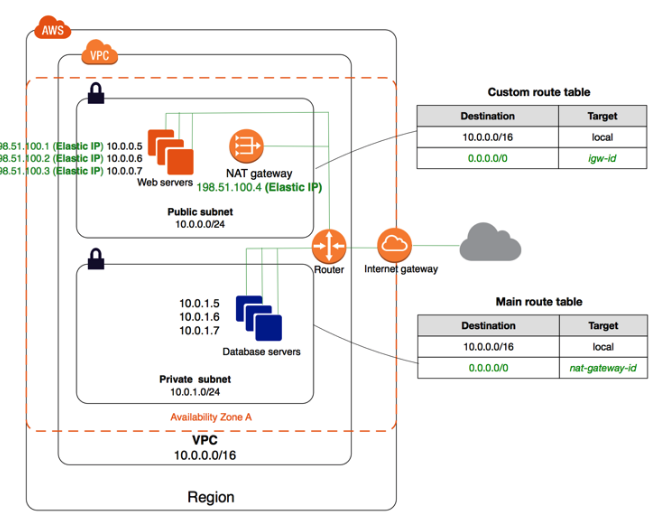 AWS
VPC
98.51.100.1 (Elastic IP) 10.0.0.5
98.51.100.2 (Elastic IP) 10.0.0.6
98.51.100.3 (Elastic IP) 10.0.0.7
Web servers
NAT gateway
198.51.100.4 (Elastic IP)
Public subnet
10.0.0.0/24
Router
Internet gateway
10.0.1.5
10.0.1.6
10.0.1.7
Database servers
Private subnet
10.0.1.0/24
Availability Zone A
VPC
10.0.0.0/16
Region
Custom route table
Destination Target
10.0.0.0/16 local
0.0.0.0/0 igw-id
Main route table
Destination Target
10.0.0.0/16 local
0.0.0.0/0 nat-gateway-id